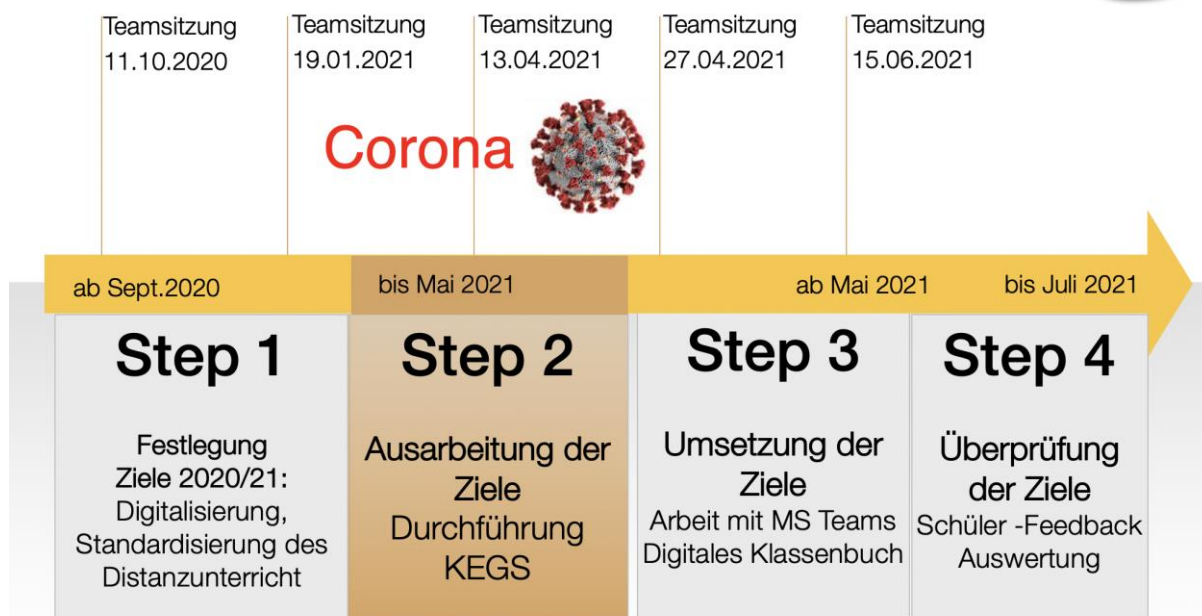 Teamsitzung
11.10.2020
Teamsitzung
19.01.2021
Teamsitzung
13.04.2021
Teamsitzung
27.04.2021
Teamsitzung
15.06.2021
Corona
ab Sept.2020
bis Mai 2021
ab Mai 2021
bis Juli 2021
Step 1
Festlegung
Ziele 2020/21:
Digitalisierung,
Standardisierung des
Distanzunterricht
Step 2
Ausarbeitung der
Ziele
Durchführung
KEGS
Step 3
Umsetzung der
Ziele
Arbeit mit MS Teams
Digitales Klassenbuch
Step 4
Überprüfung
der Ziele
Schüler -Feedback
Auswertung